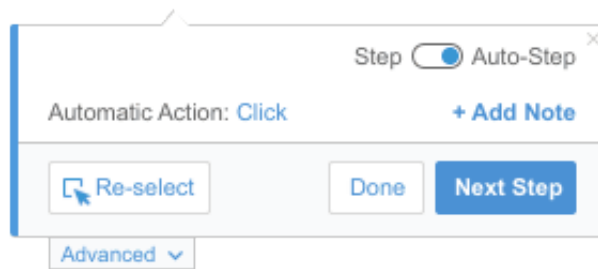 Step Auto-Step
Automatic Action: Click + Add Note
Re-select Done Next Step
Advanced